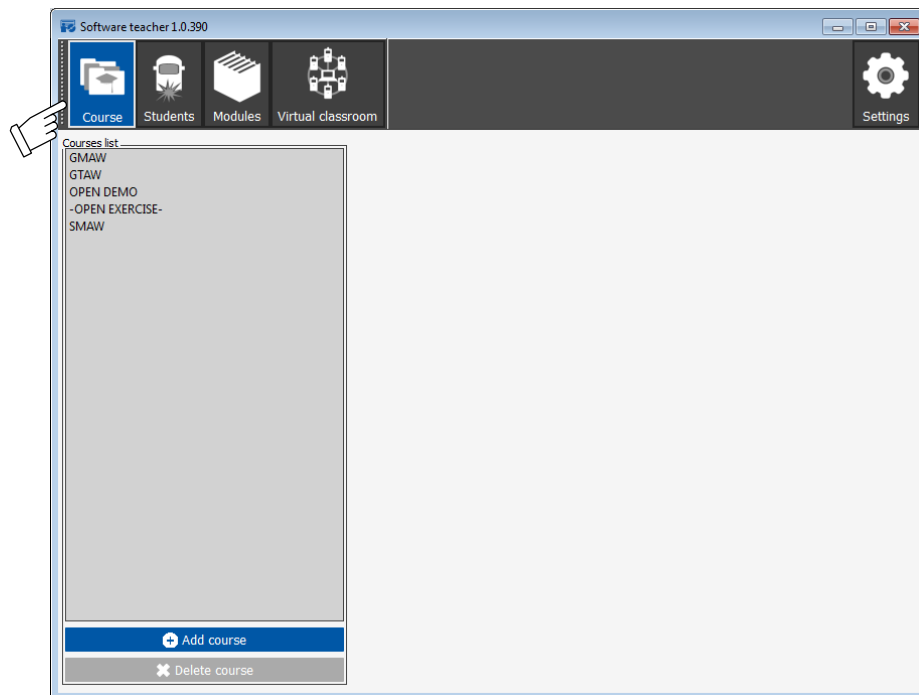 Software teacher 1.0.390
Course Students Modules Virtual classroom Settings
Courses list
GMAW
GTAW
OPEN DEMO
-OPEN EXERCISE-
SMAW
Add course
Delete course